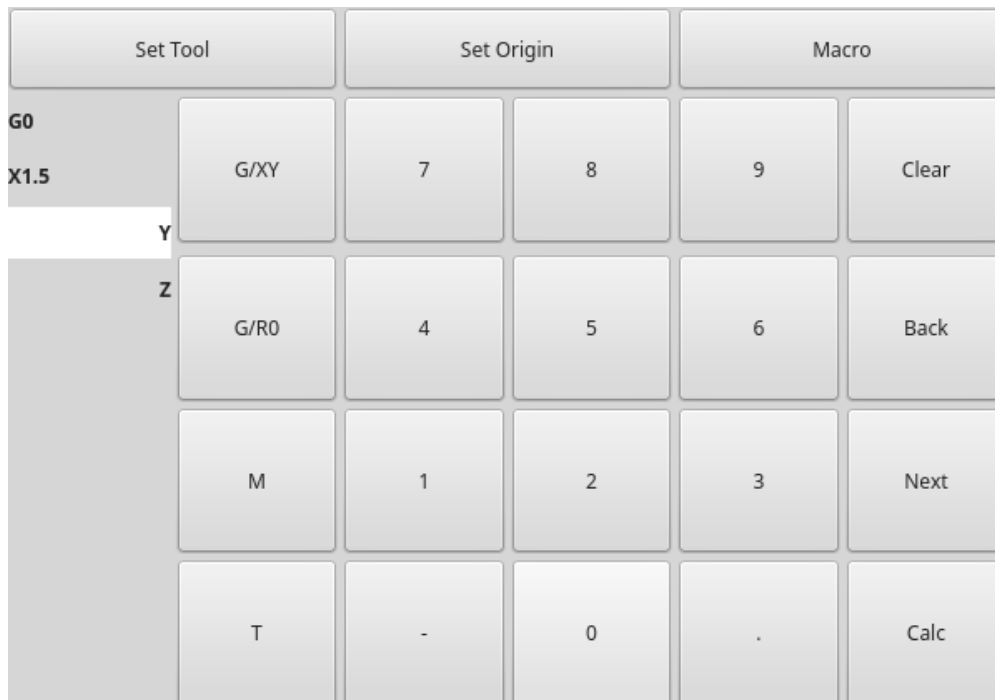 Set Tool Set Origin Macro
G0
X1.5
Y
Z
G/XY 7 8 9 Clear
G/R0 4 5 6 Back
M 1 2 3 Next
T - 0 . Calc